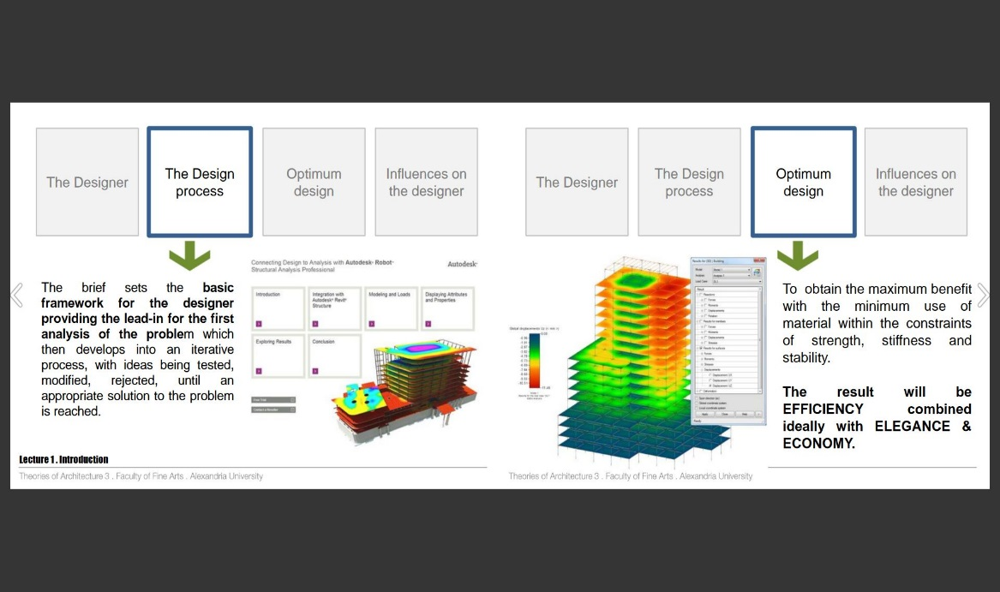 The Designer
The Design
process
Optimum
design
Influences on
the designer
The brief sets the basic
framework for the designer
providing the lead-in for the first
analysis of the problem which
then develops into an iterative
process, with ideas being tested,
modified, rejected, until an
appropriate solution to the problem
is reached.
Connecting Design to Analysis with Autodesk® Robot™
Structural Analysis Professional
Autodesk®
Introduction
Integration with
Autodesk® Revit®
Structure
Modeling and Loads
Displaying Attributes
and Properties
Exploring Results
Conclusion
Lecture 1 . Introduction
Theories of Architecture 3 . Faculty of Fine Arts . Alexandria University
The Designer
The Design
process
Optimum
design
Influences on
the designer
To obtain the maximum benefit
with the minimum use of
material within the constraints
of strength, stiffness and
stability.
The result will be
EFFICIENCY combined
ideally with ELEGANCE &
ECONOMY.
Theories of Architecture 3 . Faculty of Fine Arts . Alexandria University